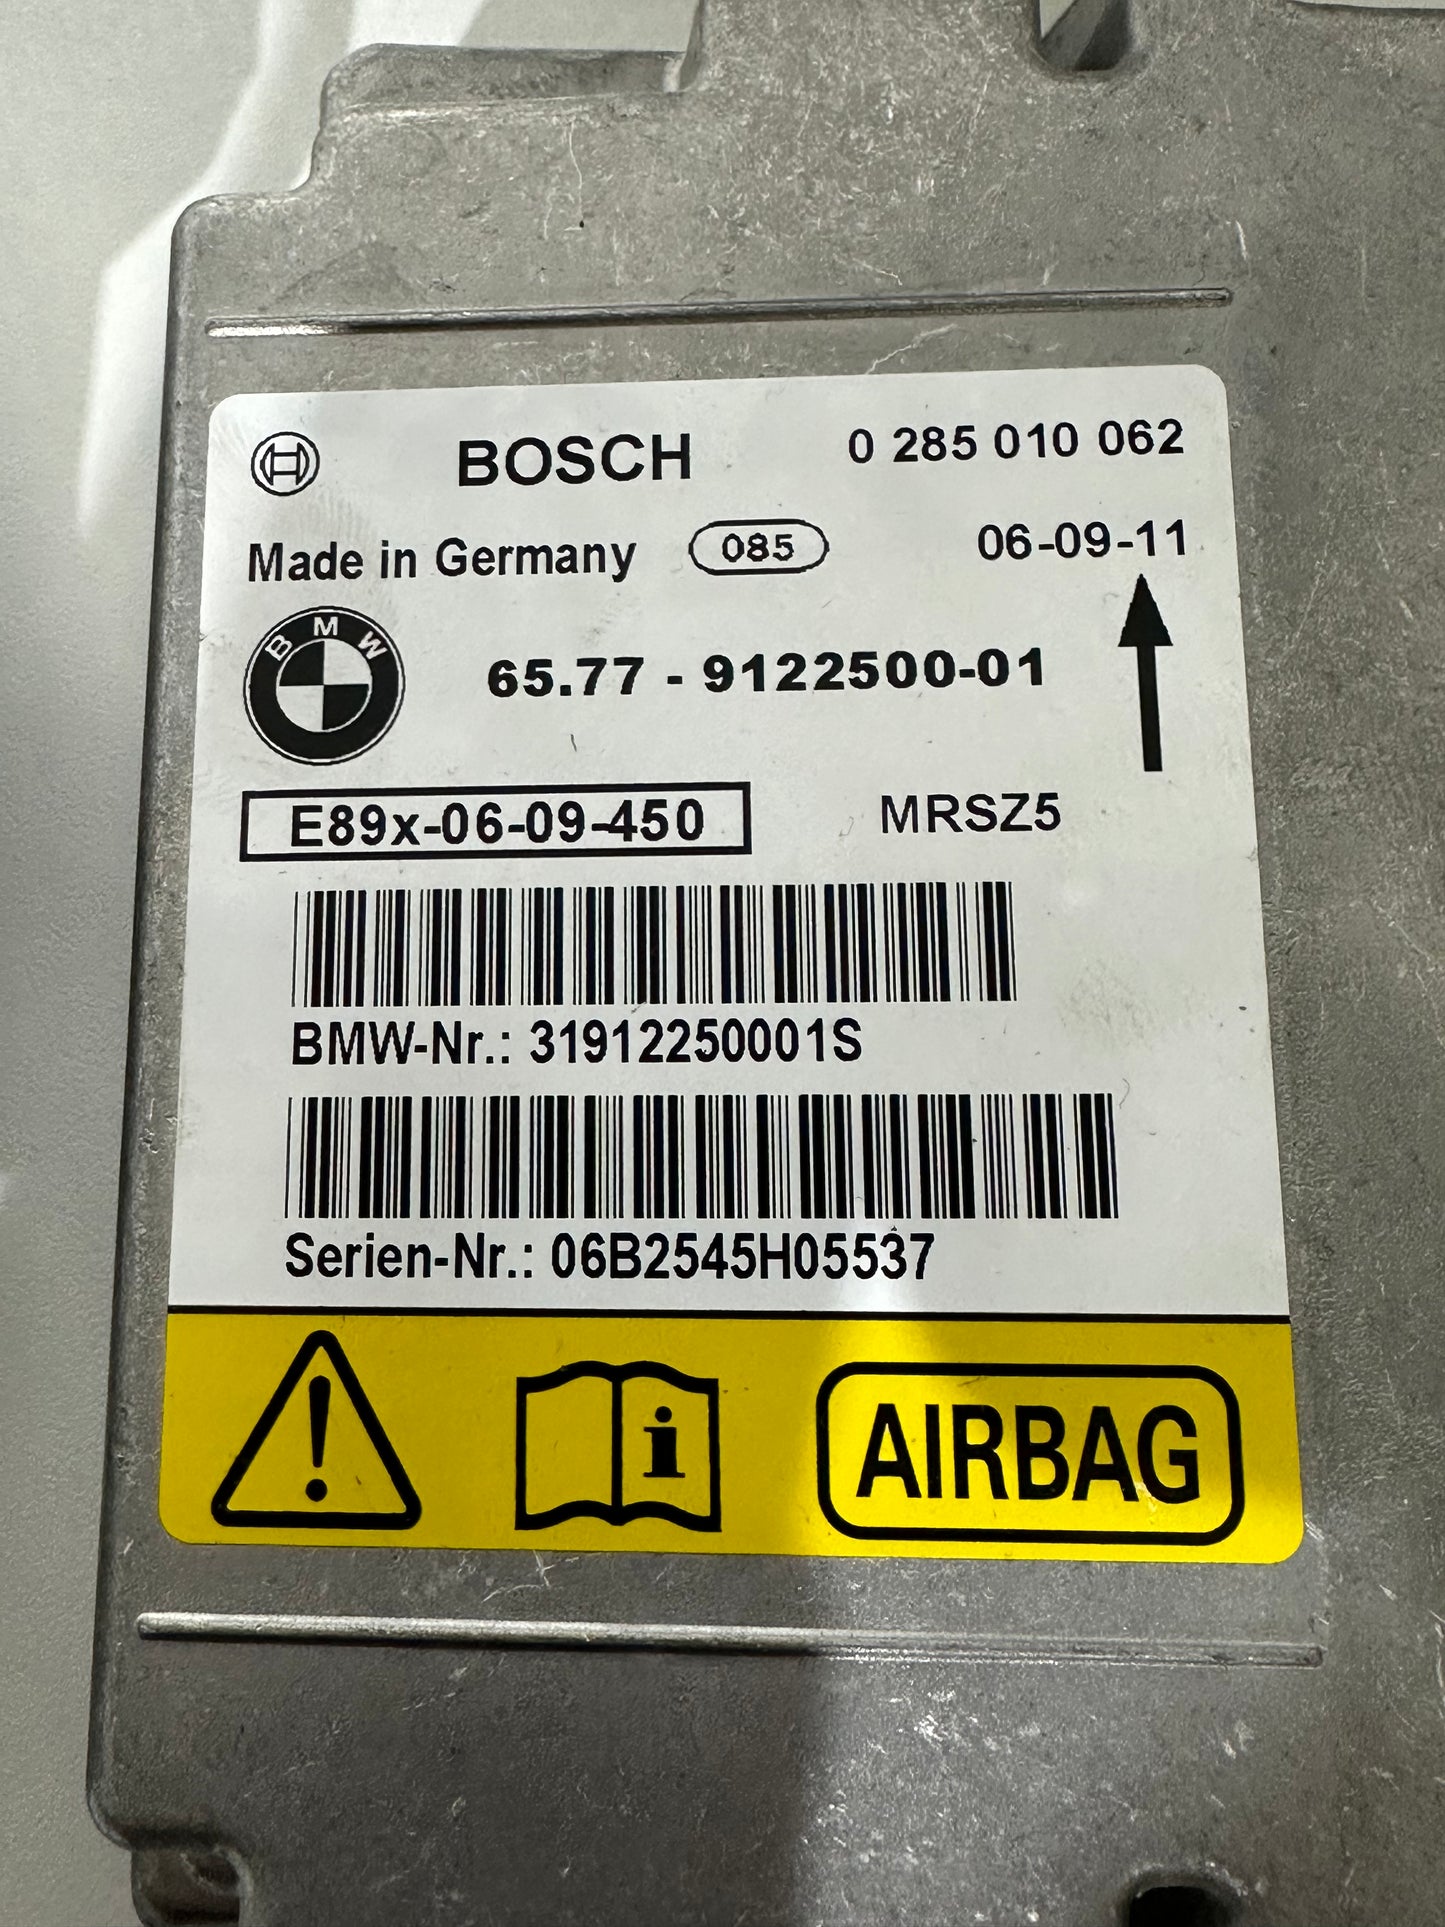 BOSCH 0 285 010 062
Made in Germany 085 06-09-11
BMW
65.77 - 9122500-01
E89x-06-09-450 MRSZ5
BMW-Nr.: 31912250001S
Serien-Nr.: 06B2545H05537
! i AIRBAG